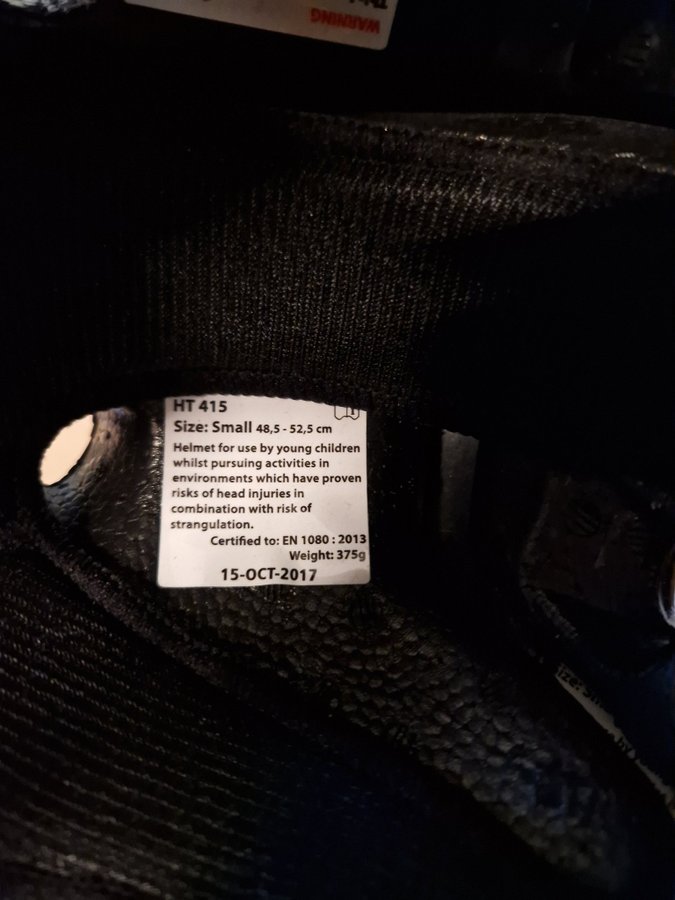 WARNING
HT 415
Size: Small 48,5 - 52,5 cm
Helmet for use by young children
whilst pursuing activities in
environments which have proven
risks of head injuries in
combination with risk of
strangulation.
Certified to: EN 1080 : 2013
Weight: 375g
15-OCT-2017